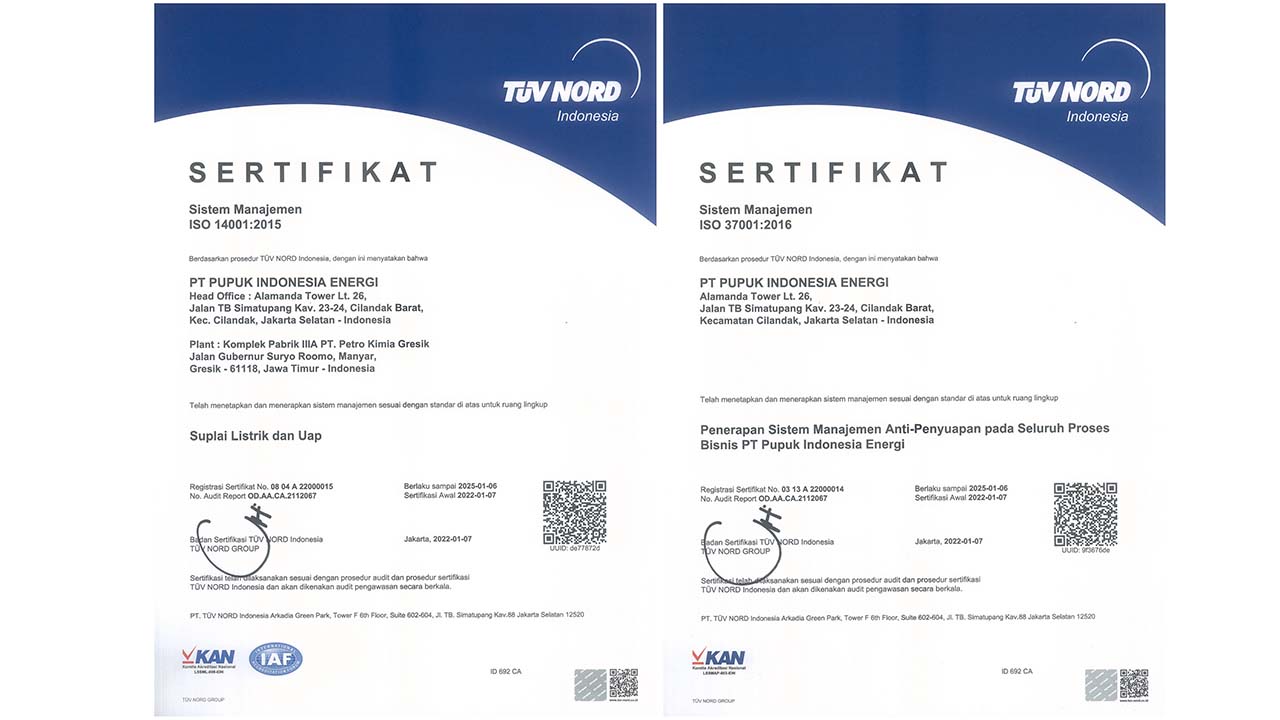 TÜV NORD
Indonesia
SERTIFIKAT
Sistem Manajemen
ISO 14001:2015
Berdasarkan prosedur TÜV NORD Indonesia, dengan ini menyatakan bahwa
PT PUPUK INDONESIA ENERGI
Head Office : Alamanda Tower Lt. 26,
Jalan TB Simatupang Kav. 23-24, Cilandak Barat,
Kec. Cilandak, Jakarta Selatan - Indonesia
Plant : Komplek Pabrik IIIA PT. Petro Kimia Gresik
Jalan Gubernur Suryo Roomo, Manyar,
Gresik - 61118, Jawa Timur - Indonesia
Telah menetapkan dan menerapkan sistem manajemen sesuai dengan standar di atas untuk ruang lingkup
Suplai Listrik dan Uap
Registrasi Sertifikat No. 08 04 A 22000015
No. Audit Report OD.AA.CA.2112067
Berlaku sampai 2025-01-06
Sertifikasi Awal 2022-01-07
UUID: de77872d
Badan Sertifikasi TÜV NORD Indonesia
TÜV NORD GROUP
Jakarta, 2022-01-07
Sertifikasi telah dilaksanakan sesuai dengan prosedur audit dan prosedur sertifikasi
TÜV NORD Indonesia dan akan dikenakan audit pengawasan secara berkala.
PT. TÜV NORD Indonesia Arkadia Green Park, Tower F 6th Floor, Suite 602-604, Jl. TB. Simatupang Kav.88 Jakarta Selatan 12520
KAN
Komite Akreditasi Nasional
INTERNATIONAL
IAF
ACCREDITATION FORUM
ID 692 CA
www.tuv-nord.co.id
TÜV NORD GROUP
TÜV NORD
Indonesia
SERTIFIKAT
Sistem Manajemen
ISO 37001:2016
Berdasarkan prosedur TÜV NORD Indonesia, dengan ini menyatakan bahwa
PT PUPUK INDONESIA ENERGI
Alamanda Tower Lt. 26,
Jalan TB Simatupang Kav. 23-24, Cilandak Barat,
Kecamatan Cilandak, Jakarta Selatan - Indonesia
Telah menetapkan dan menerapkan sistem manajemen sesuai dengan standar di atas untuk ruang lingkup
Penerapan Sistem Manajemen Anti-Penyuapan pada Seluruh Proses
Bisnis PT Pupuk Indonesia Energi
Registrasi Sertifikat No. 03 13 A 22000014
No. Audit Report OD.AA.CA.2112067
Berlaku sampai 2025-01-06
Sertifikasi Awal 2022-01-07
UUID: 9f3676de
Badan Sertifikasi TÜV NORD Indonesia
TÜV NORD GROUP
Jakarta, 2022-01-07
Sertifikasi telah dilaksanakan sesuai dengan prosedur audit dan prosedur sertifikasi
TÜV NORD Indonesia dan akan dikenakan audit pengawasan secara berkala.
PT. TÜV NORD Indonesia Arkadia Green Park, Tower F 6th Floor, Suite 602-604, Jl. TB. Simatupang Kav.88 Jakarta Selatan 12520
KAN
Komite Akreditasi Nasional
ID 692 CA
www.tuv-nord.co.id
TÜV NORD GROUP